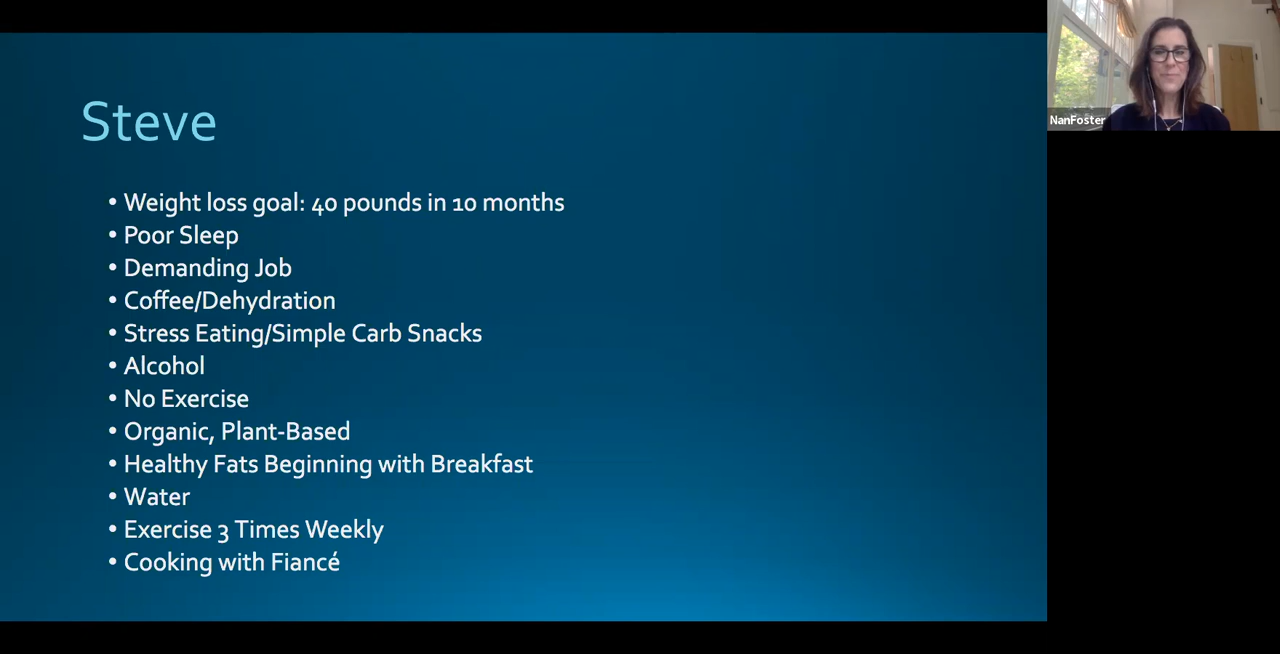 Steve
• Weight loss goal: 40 pounds in 10 months
• Poor Sleep
• Demanding Job
• Coffee/Dehydration
• Stress Eating/Simple Carb Snacks
• Alcohol
• No Exercise
• Organic, Plant-Based
• Healthy Fats Beginning with Breakfast
• Water
• Exercise 3 Times Weekly
• Cooking with Fiancé
NanFoster